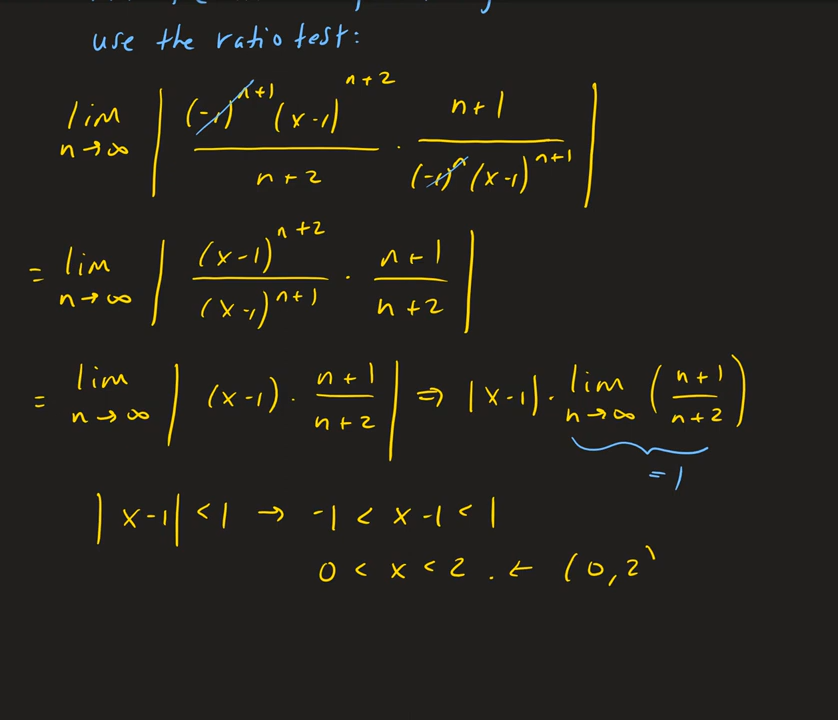 use the ratio test:
lim n→∞ | (-1)^(n+1) (x-1)^(n+2) / (n+2) · (n+1) / ((-1)^n (x-1)^(n+1)) |
= lim n→∞ | (x-1)^(n+2) / (x-1)^(n+1) · (n+1) / (n+2) |
= lim n→∞ | (x-1) · (n+1) / (n+2) | ⇒ |x-1| · lim n→∞ ( (n+1) / (n+2) )
= 1
|x-1| < 1 → -1 < x-1 < 1
0 < x < 2 . ← (0, 2)